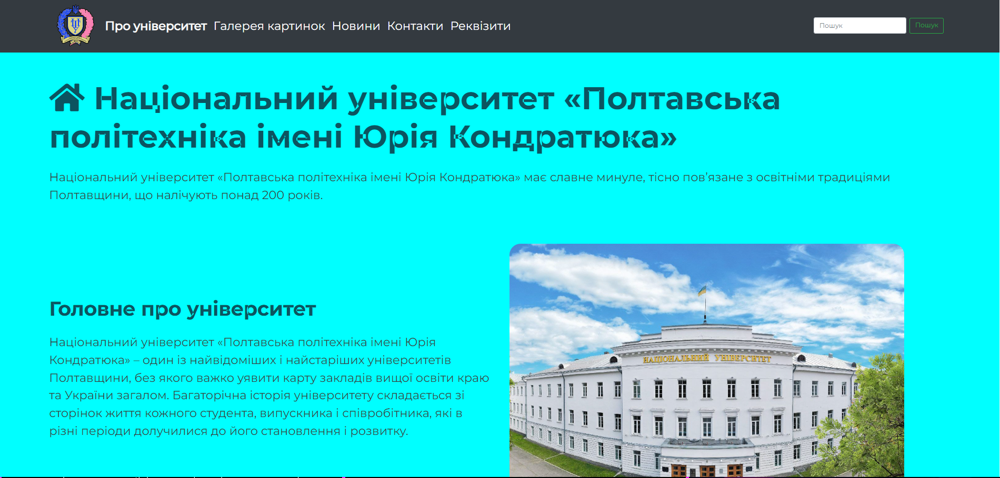 Про університет Галерея картинок Новини Контакти Реквізити Пошук Пошук
Національний університет «Полтавська
політехніка імені Юрія Кондратюка»
Національний університет «Полтавська політехніка імені Юрія Кондратюка» має славне минуле, тісно пов’язане з освітніми традиціями
Полтавщини, що налічують понад 200 років.
Головне про університет
Національний університет «Полтавська політехніка імені Юрія
Кондратюка» – один із найвідоміших і найстаріших університетів
Полтавщини, без якого важко уявити карту закладів вищої освіти краю
та України загалом. Багаторічна історія університету складається зі
сторінок життя кожного студента, випускника і співробітника, які в
різні періоди долучилися до його становлення і розвитку.
НАЦІОНАЛЬНИЙ УНІВЕРСИТЕТ